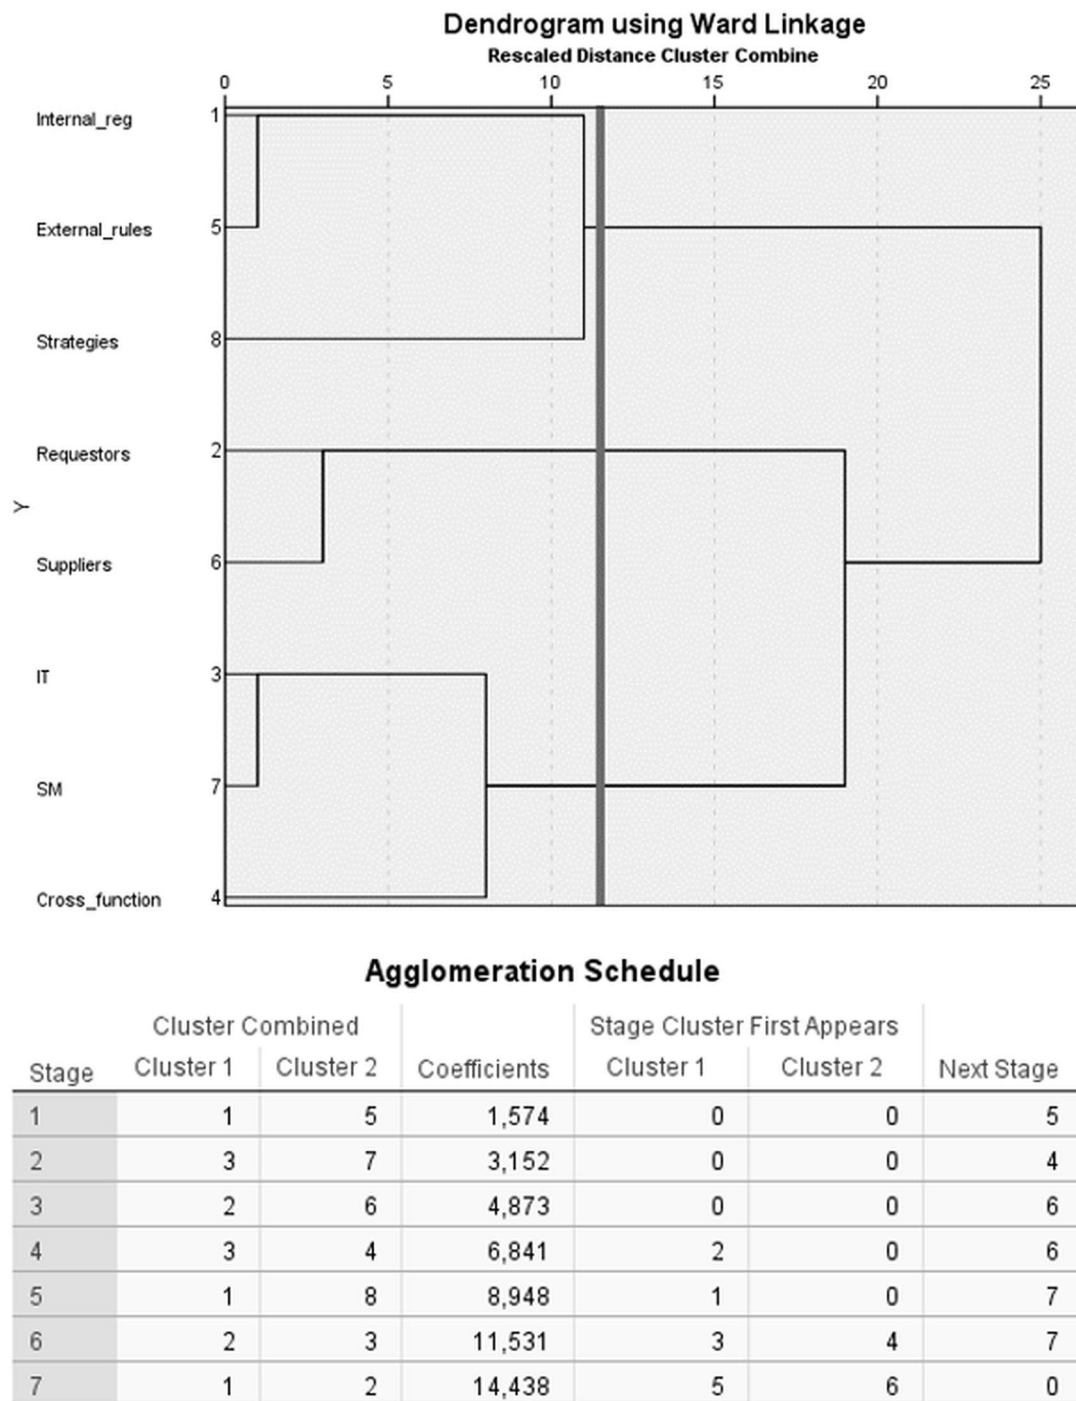 Dendrogram using Ward Linkage
Rescaled Distance Cluster Combine
0 5 10 15 20 25
Internal_reg 1
External_rules 5
Strategies 8
Requestors 2
Y
Suppliers 6
IT 3
SM 7
Cross_function 4
Agglomeration Schedule
Cluster Combined Stage Cluster First Appears
Stage Cluster 1 Cluster 2 Coefficients Cluster 1 Cluster 2 Next Stage
1 1 5 1,574 0 0 5
2 3 7 3,152 0 0 4
3 2 6 4,873 0 0 6
4 3 4 6,841 2 0 6
5 1 8 8,948 1 0 7
6 2 3 11,531 3 4 7
7 1 2 14,438 5 6 0